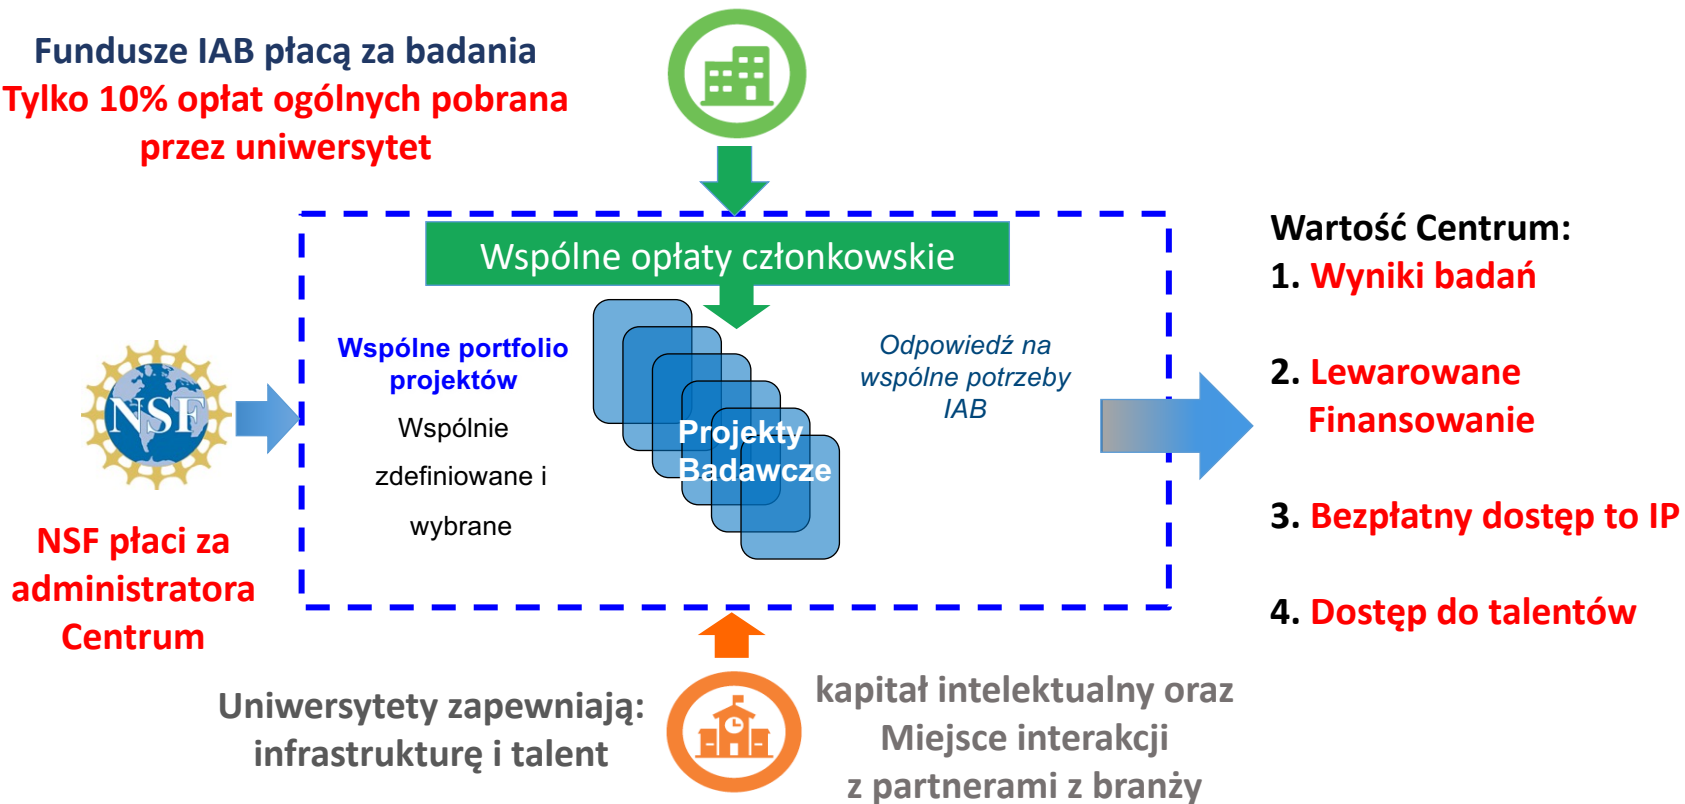 Fundusze IAB płacą za badania
Tylko 10% opłat ogólnych pobrana
przez uniwersytet
Wspólne opłaty członkowskie
Wspólne portfolio
projektów
Wspólnie
zdefiniowane i
wybrane
Projekty
Badawcze
Odpowiedź na
wspólne potrzeby
IAB
NSF
NSF płaci za
administratora
Centrum
Uniwersytety zapewniają:
infrastrukturę i talent
kapitał intelektualny oraz
Miejsce interakcji
z partnerami z branży
Wartość Centrum:
1. Wyniki badań
2. Lewarowane
Finansowanie
3. Bezpłatny dostęp to IP
4. Dostęp do talentów